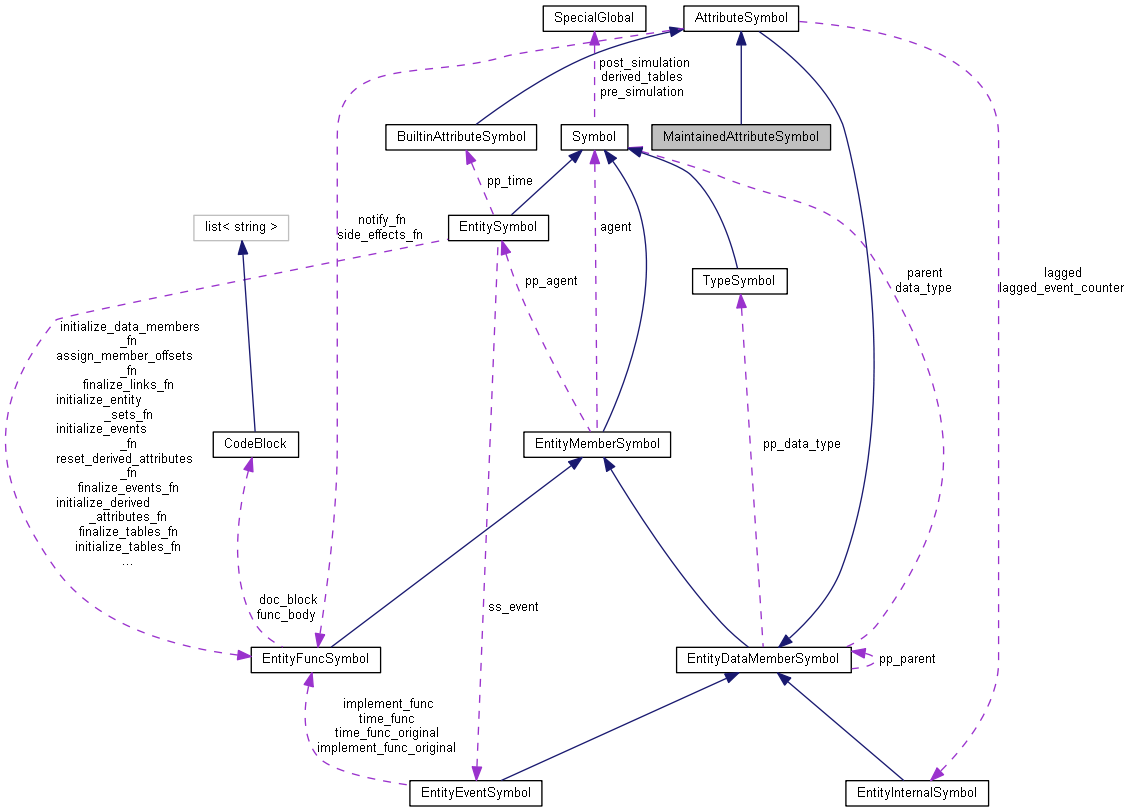 SpecialGlobal
AttributeSymbol
post_simulation
derived_tables
pre_simulation
BuiltinAttributeSymbol
Symbol
MaintainedAttributeSymbol
pp_time
list< string >
notify_fn
side_effects_fn
EntitySymbol
agent
TypeSymbol
pp_agent
parent
data_type
lagged
lagged_event_counter
initialize_data_members
_fn
assign_member_offsets
_fn
finalize_links_fn
initialize_entity
_sets_fn
initialize_events
_fn
reset_derived_attributes
_fn
finalize_events_fn
initialize_derived
_attributes_fn
finalize_tables_fn
initialize_tables_fn
...
CodeBlock
EntityMemberSymbol
pp_data_type
doc_block
func_body
ss_event
EntityFuncSymbol
EntityDataMemberSymbol
pp_parent
implement_func
time_func
time_func_original
implement_func_original
EntityEventSymbol
EntityInternalSymbol